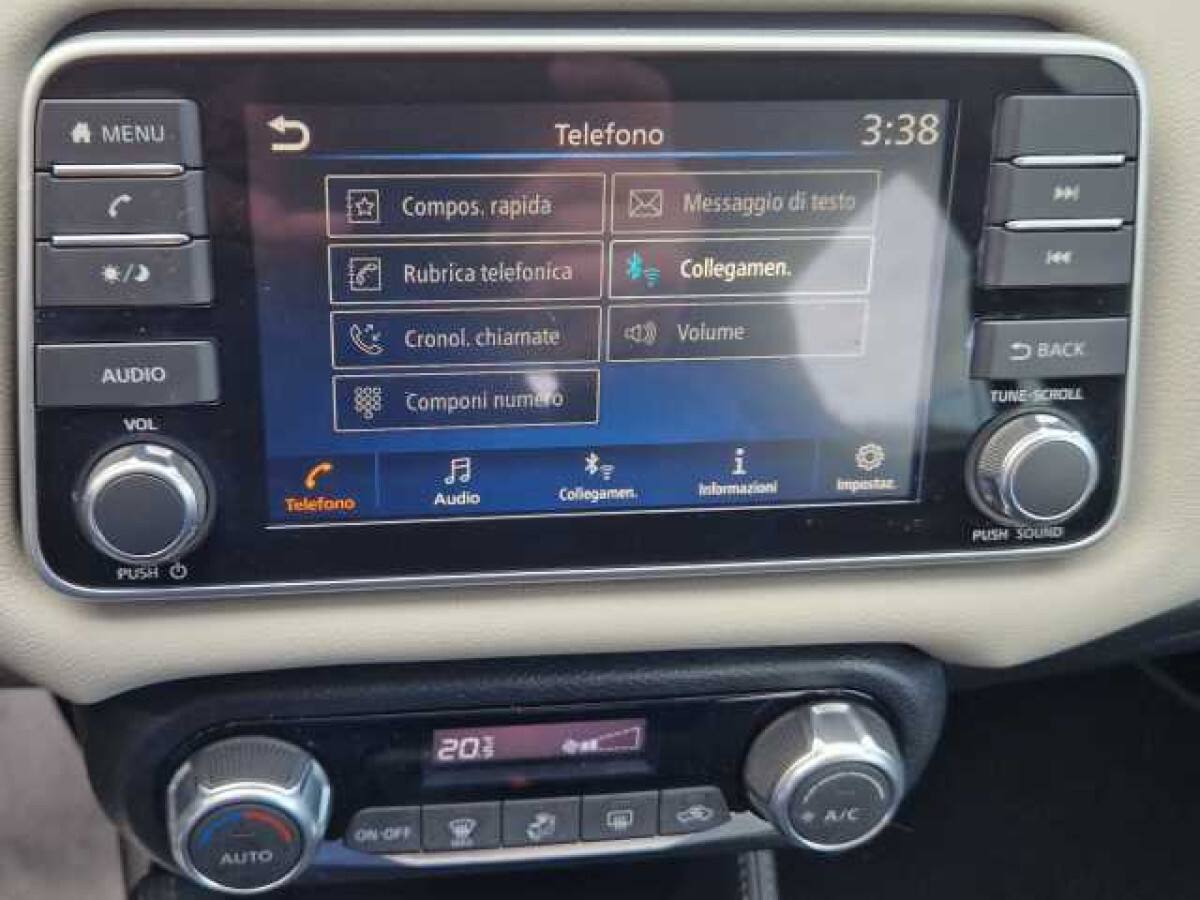 MENU
AUDIO
VOL
PUSH
Telefono
3:38
Compos. rapida
Messaggio di testo
Rubrica telefonica
Collegamen.
Cronol. chiamate
Volume
Componi numero
Telefono
Audio
Collegamen.
Informazioni
Impostaz.
BACK
TUNE·SCROLL
PUSH SOUND
20
AUTO
ON·OFF
A/C